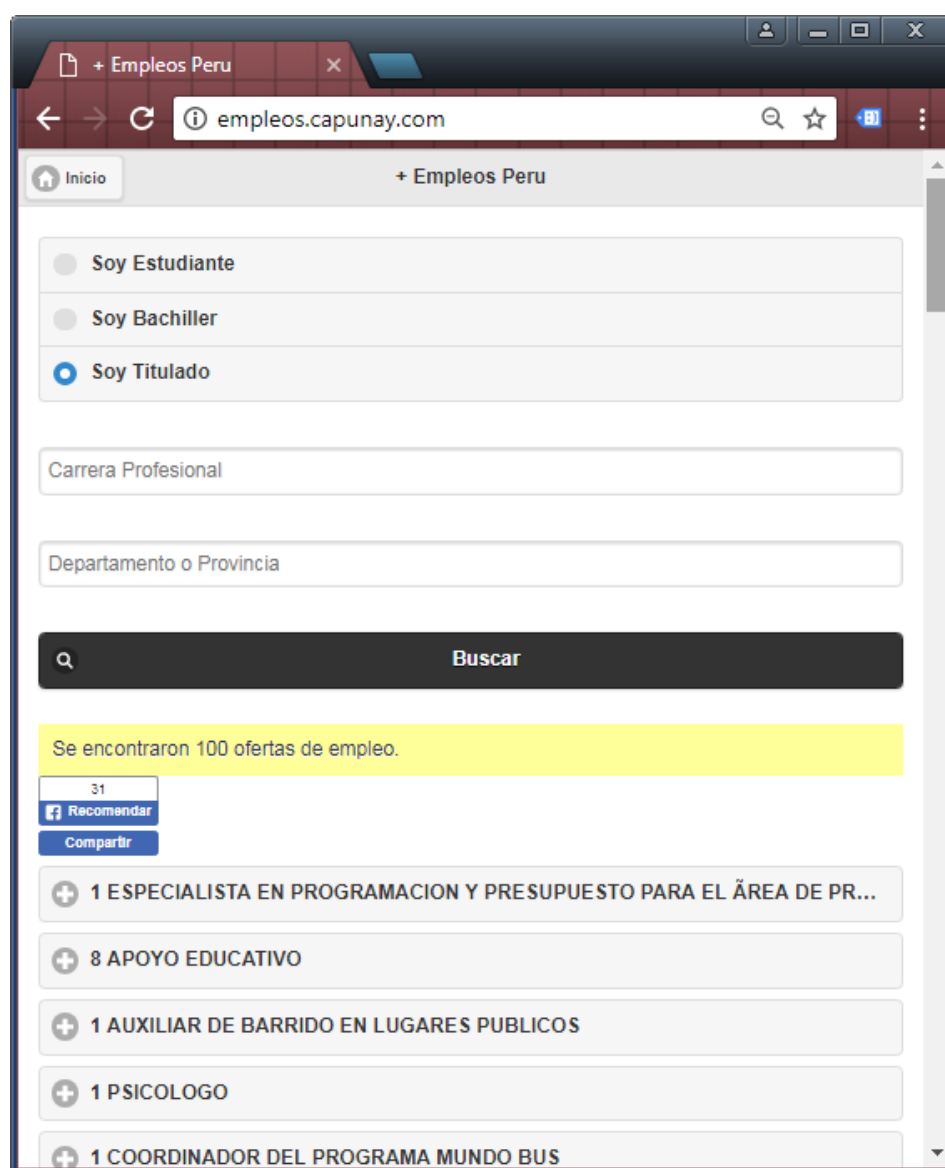 + Empleos Peru
empleos.capunay.com
Inicio
+ Empleos Peru
Soy Estudiante
Soy Bachiller
Soy Titulado
Carrera Profesional
Departamento o Provincia
Buscar
Se encontraron 100 ofertas de empleo.
31
Recomendar
Compartir
1 ESPECIALISTA EN PROGRAMACION Y PRESUPUESTO PARA EL ÃREA DE PR...
8 APOYO EDUCATIVO
1 AUXILIAR DE BARRIDO EN LUGARES PUBLICOS
1 PSICOLOGO
1 COORDINADOR DEL PROGRAMA MUNDO BUS